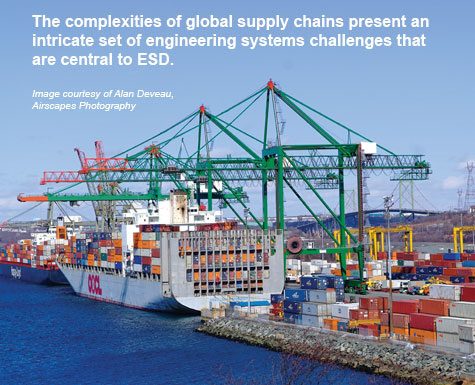 The complexities of global supply chains present an
intricate set of engineering systems challenges that
are central to ESD.
Image courtesy of Alan Deveau,
Airscapes Photography